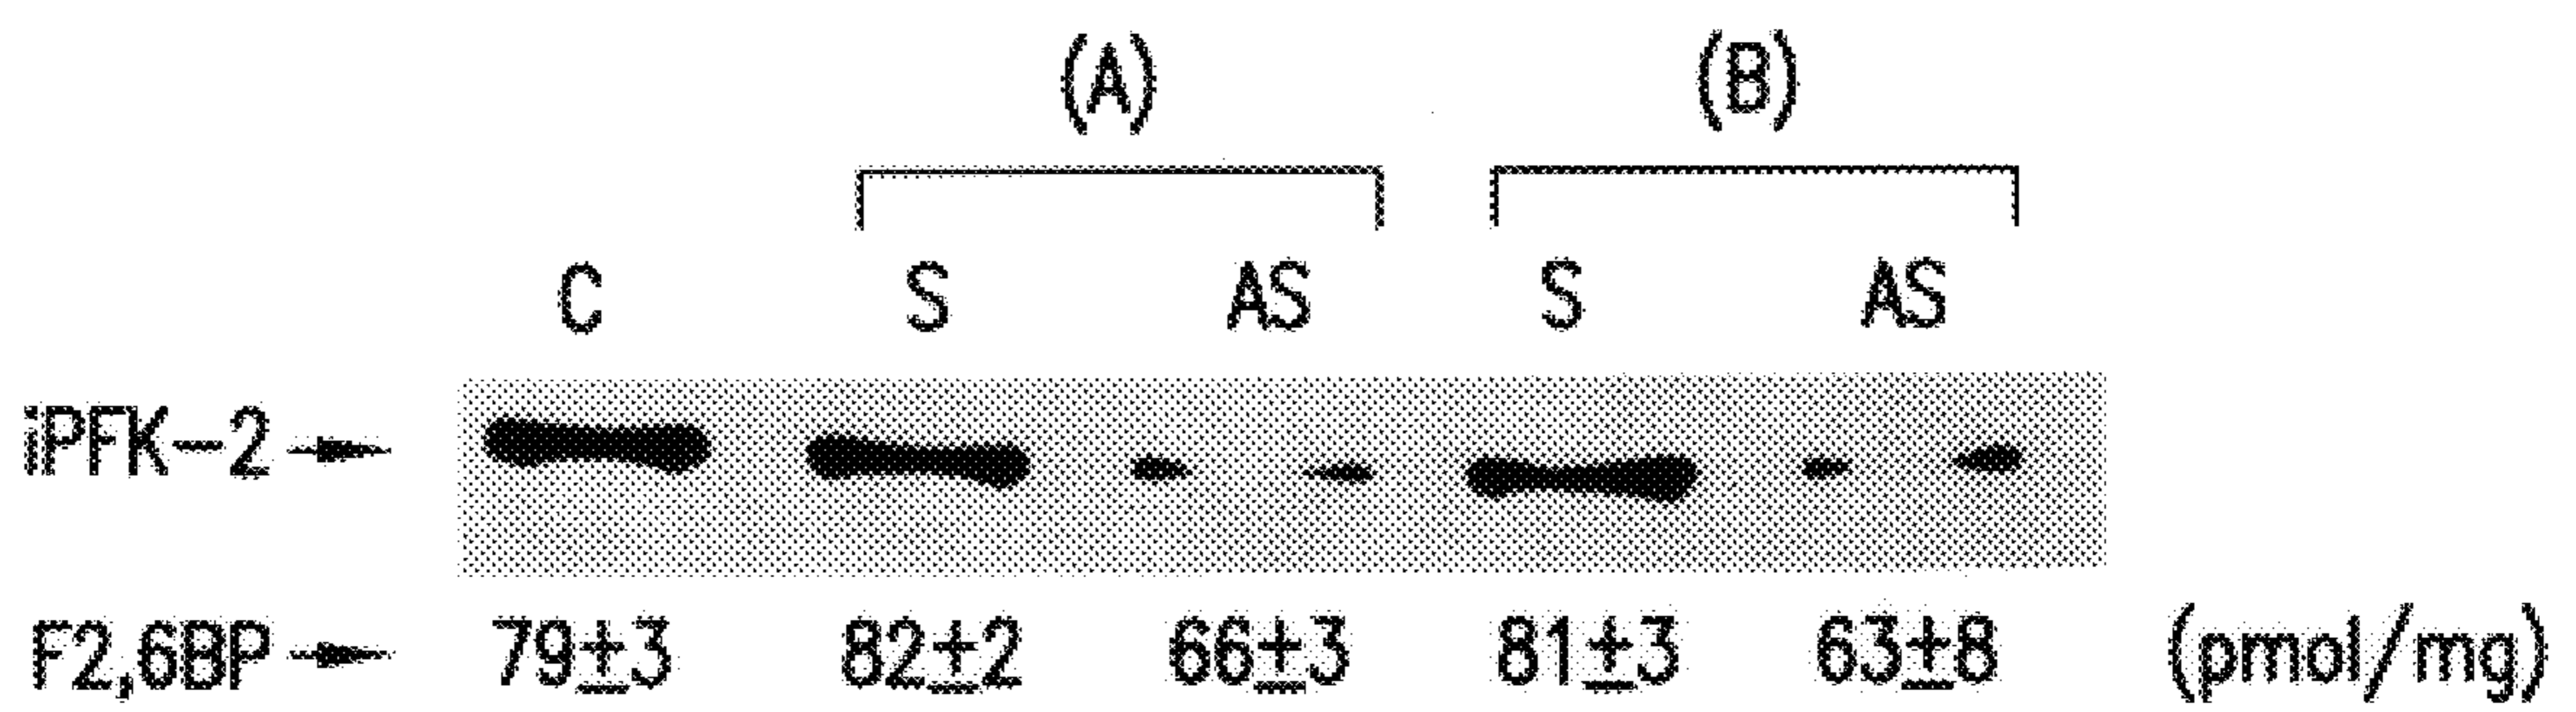 (A) (B)
C S AS S AS
iPFK-2
F2,6BP 79±3 82±2 66±3 81±3 63±8 (pmol/mg)